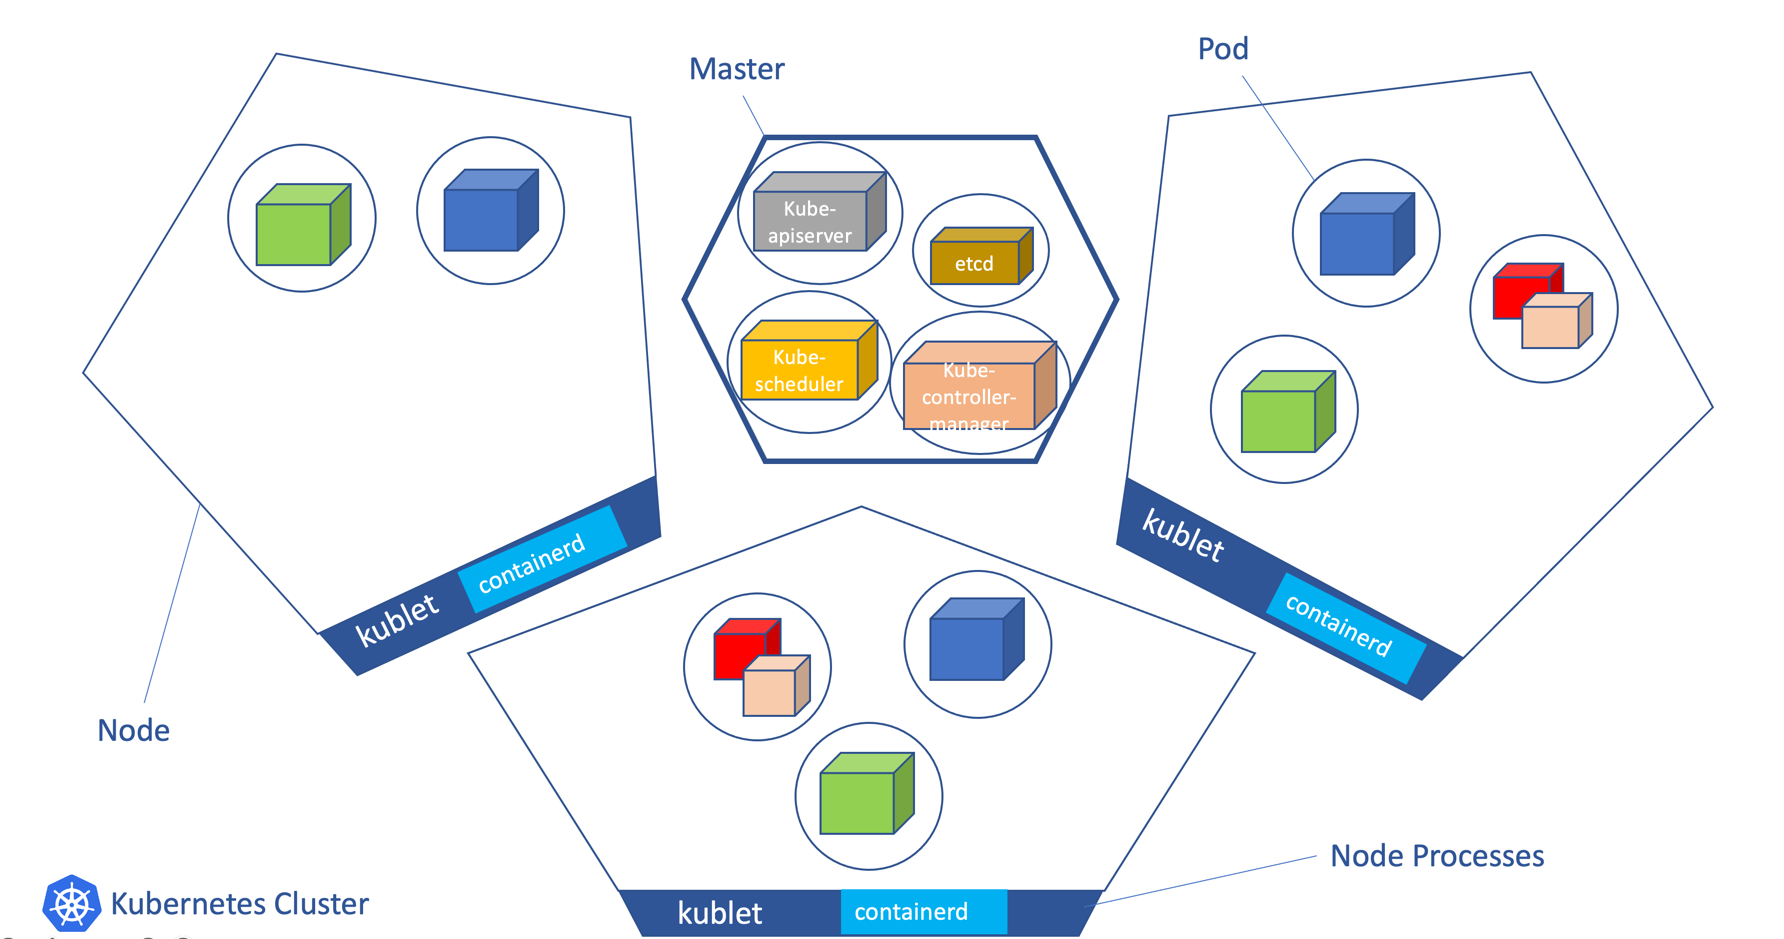 Pod
Master
Kube-
apiserver
etcd
Kube-
scheduler
Kube-
controller-
manager
kublet
containerd
kublet
containerd
Node
Node Processes
kublet
containerd
Kubernetes Cluster